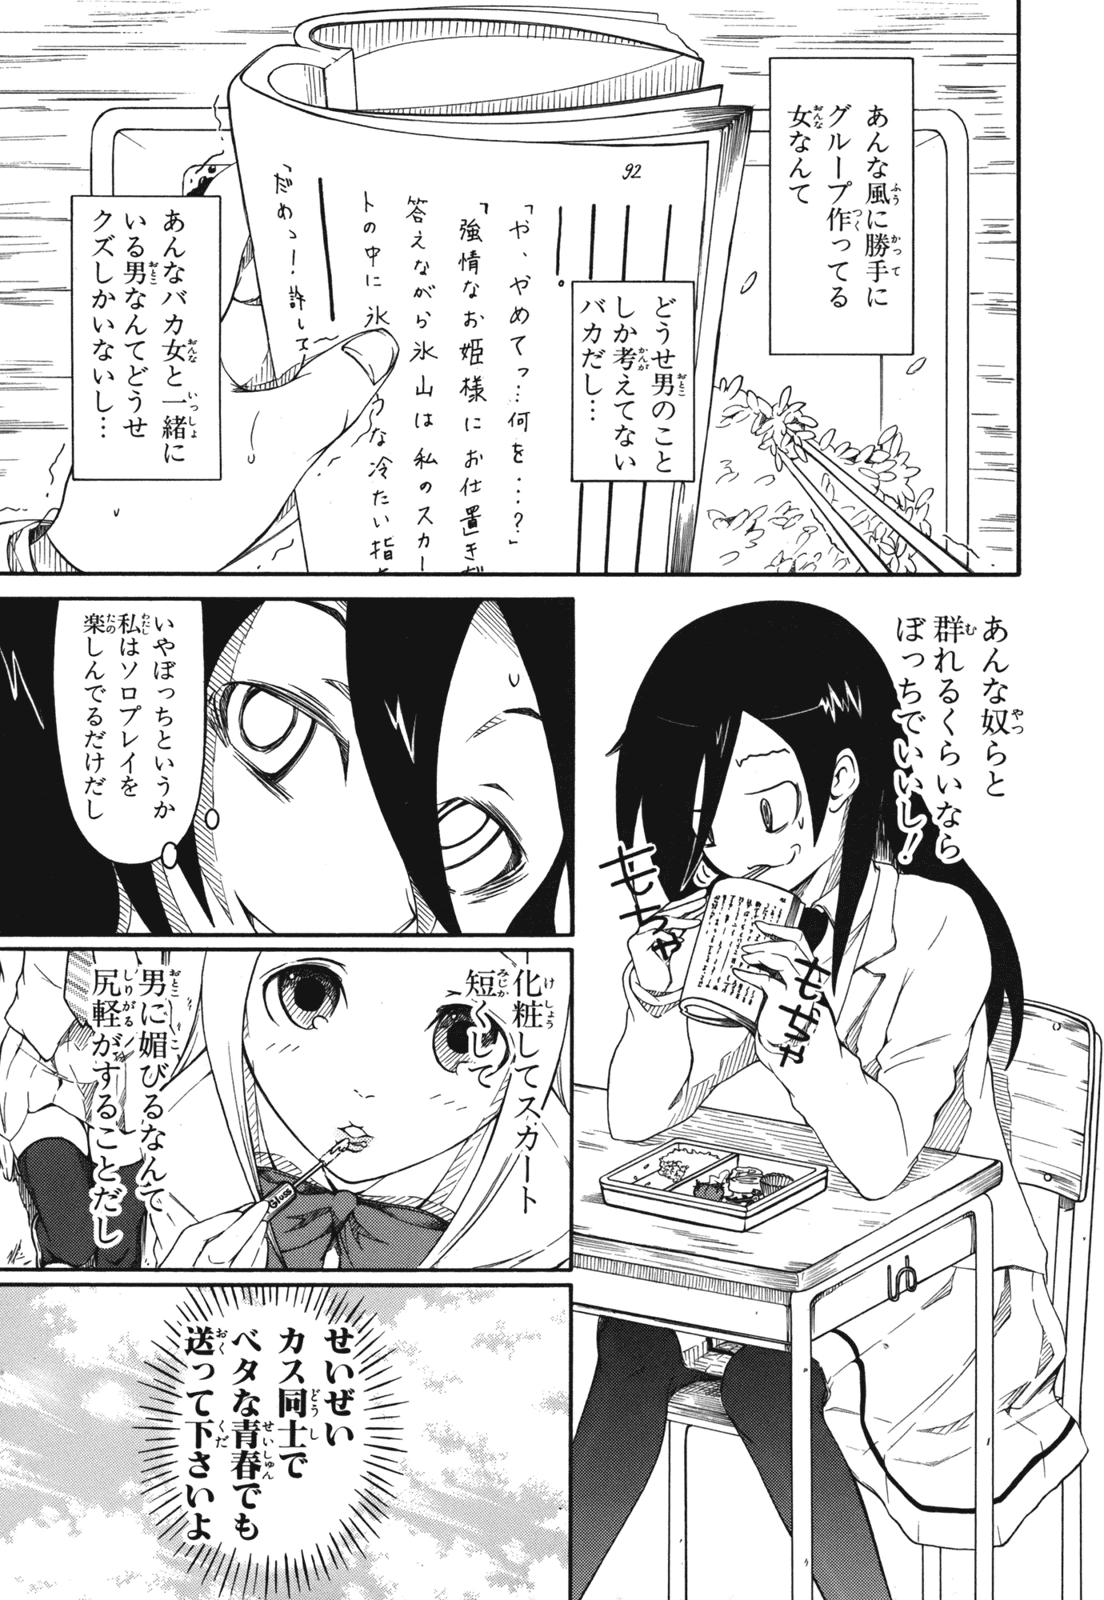 あんな風に勝手に
グループ作ってる
女なんて
どうせ男のこと
しか考えてない
バカだし…
あんなバカ女と一緒に
いる男なんてどうせ
クズしかいないし…
92
「や、やめてっ…何を…?」
「強情なお姫様にお仕置きだ
答えながら氷山は私のスカー
トの中に氷
うな冷たい指
「だめっ!許して
あんな奴らと
群れるくらいなら
ぼっちでいいし!
もちゃ
もちゃ
いやぼっちというか
私はソロプレイを
楽しんでるだけだし
化粧してスカート
短くして
男に媚びるなんて
尻軽がすることだし
Gloss
せいぜい
カス同士で
ベタな青春でも
送って下さいよ